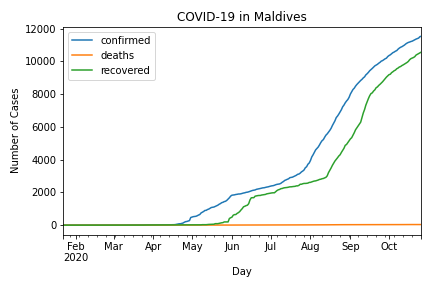 COVID-19 in Maldives
confirmed
deaths
recovered
Number of Cases
12000
10000
8000
6000
4000
2000
0
Feb Mar Apr May Jun Jul Aug Sep Oct
2020
Day